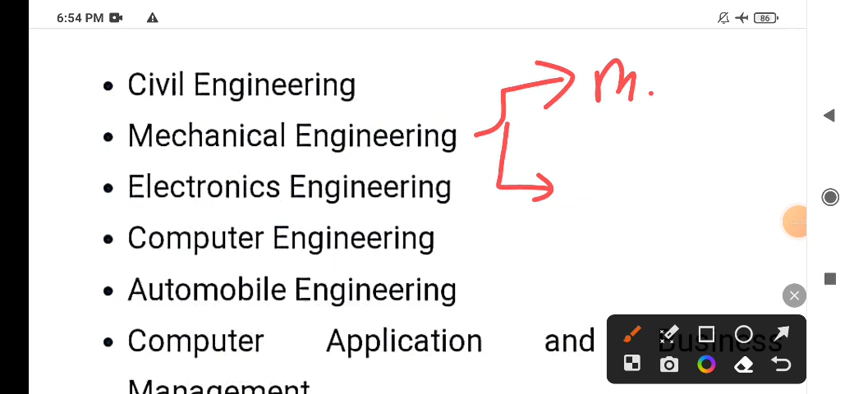 6:54 PM
86
• Civil Engineering
m.
• Mechanical Engineering
• Electronics Engineering
• Computer Engineering
• Automobile Engineering
• Computer Application and Business
Management